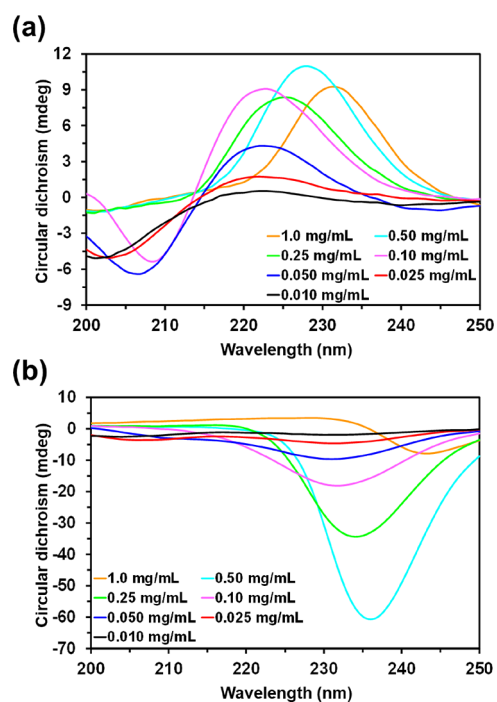 (a)
12
9
6
3
0
-3
-6
-9
Circular dichroism (mdeg)
1.0 mg/mL
0.50 mg/mL
0.25 mg/mL
0.10 mg/mL
0.050 mg/mL
0.025 mg/mL
0.010 mg/mL
200
210
220
230
240
250
Wavelength (nm)
(b)
10
0
-10
-20
-30
-40
-50
-60
-70
Circular dichroism (mdeg)
1.0 mg/mL
0.50 mg/mL
0.25 mg/mL
0.10 mg/mL
0.050 mg/mL
0.025 mg/mL
0.010 mg/mL
200
210
220
230
240
250
Wavelength (nm)